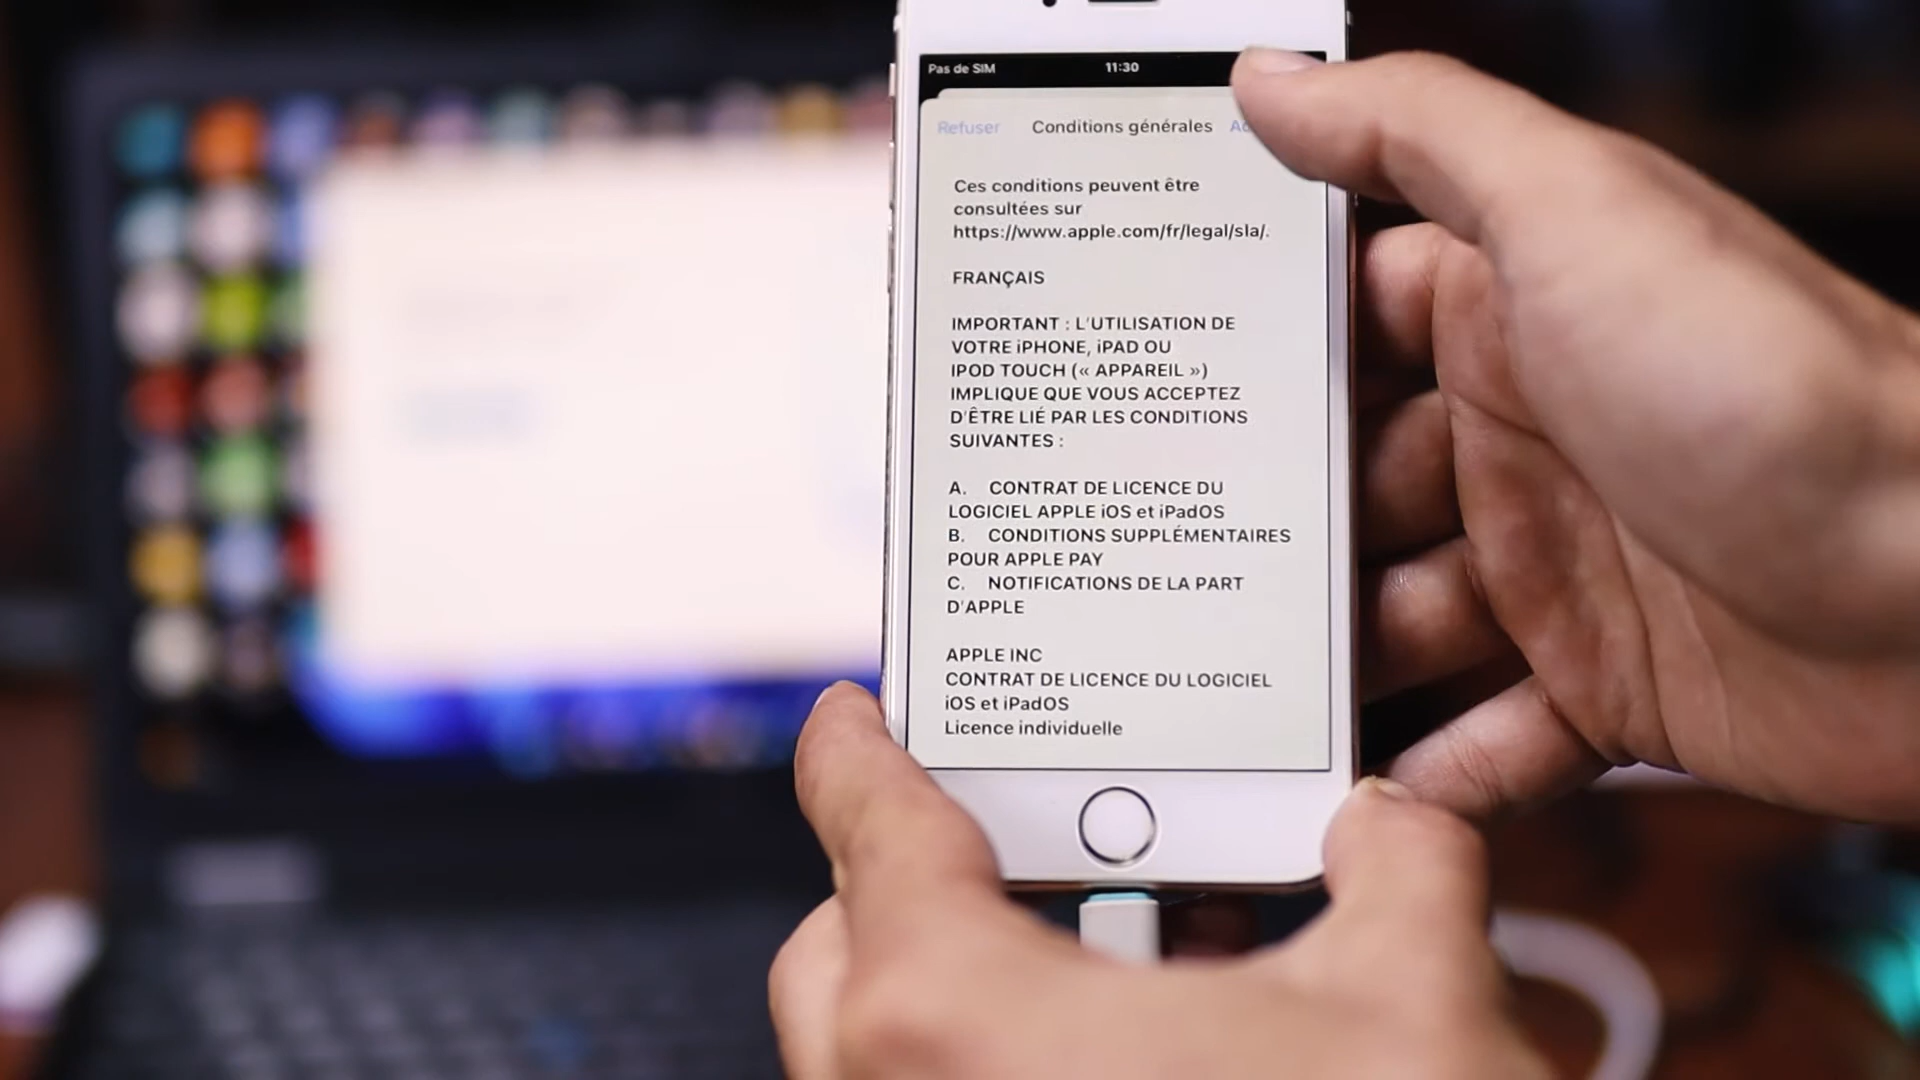 Pas de SIM 11:30
Refuser Conditions générales
Ces conditions peuvent être
consultées sur
https://www.apple.com/fr/legal/sla/.
FRANÇAIS
IMPORTANT : L'UTILISATION DE
VOTRE iPHONE, iPAD OU
IPOD TOUCH (« APPAREIL »)
IMPLIQUE QUE VOUS ACCEPTEZ
D'ÊTRE LIÉ PAR LES CONDITIONS
SUIVANTES :
A. CONTRAT DE LICENCE DU
LOGICIEL APPLE iOS et iPadOS
B. CONDITIONS SUPPLÉMENTAIRES
POUR APPLE PAY
C. NOTIFICATIONS DE LA PART
D'APPLE
APPLE INC
CONTRAT DE LICENCE DU LOGICIEL
iOS et iPadOS
Licence individuelle